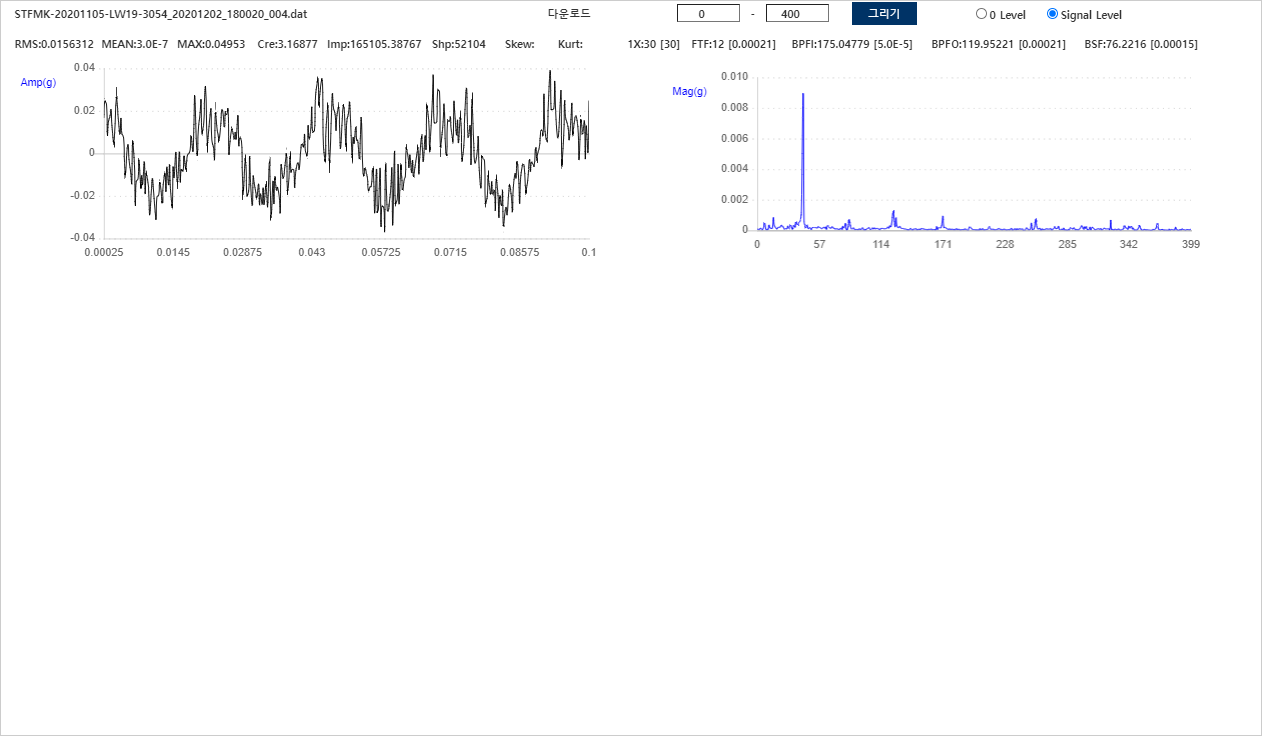 STFMK-20201105-LW19-3054_20201202_180020_004.dat 다운로드 0 - 400 그리기 0 Level Signal Level
RMS:0.0156312 MEAN:3.0E-7 MAX:0.04953 Cre:3.16877 Imp:165105.38767 Shp:52104 Skew: Kurt: 1X:30 [30] FTF:12 [0.00021] BPFI:175.04779 [5.0E-5] BPFO:119.95221 [0.00021] BSF:76.2216 [0.00015]
Amp(g)
0.04
0.02
0
-0.02
-0.04
0.00025 0.0145 0.02875 0.043 0.05725 0.0715 0.08575 0.1
Mag(g)
0.010
0.008
0.006
0.004
0.002
0
0 57 114 171 228 285 342 399